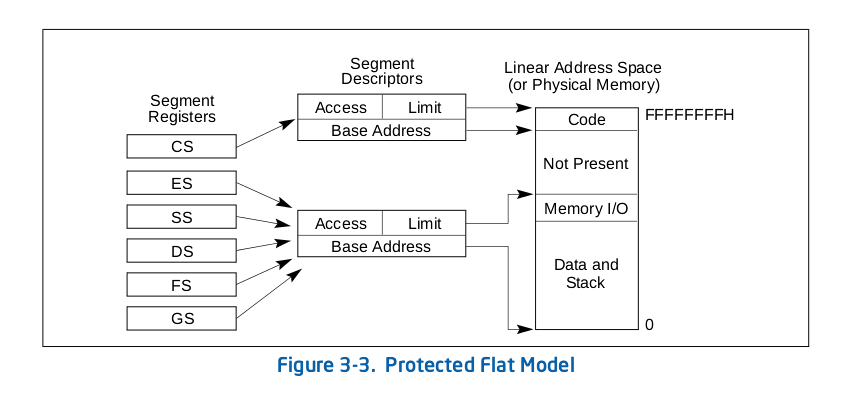 Segment
Registers
CS
ES
SS
DS
FS
GS
Segment
Descriptors
Access Limit
Base Address
Access Limit
Base Address
Linear Address Space
(or Physical Memory)
Code
Not Present
Memory I/O
Data and
Stack
FFFFFFFFH
0
Figure 3-3. Protected Flat Model